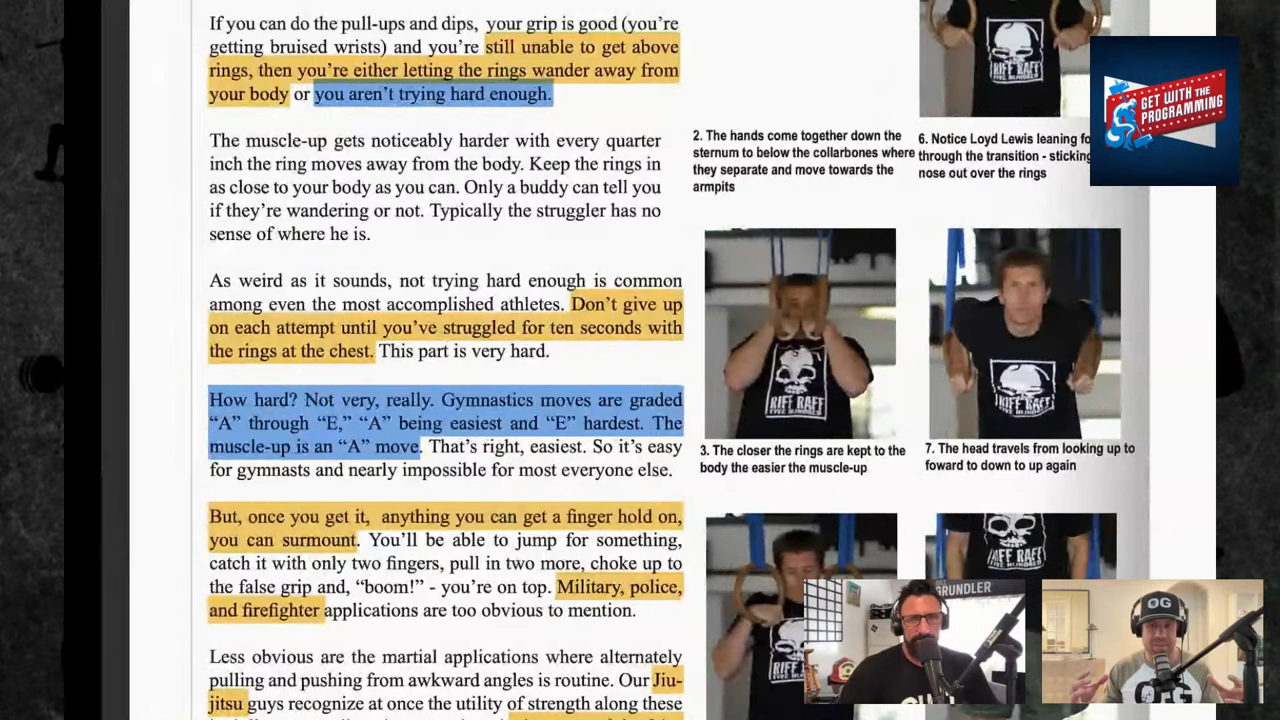 If you can do the pull-ups and dips, your grip is good (you're
getting bruised wrists) and you're still unable to get above
rings, then you're either letting the rings wander away from
your body or you aren't trying hard enough.
The muscle-up gets noticeably harder with every quarter
inch the ring moves away from the body. Keep the rings in
as close to your body as you can. Only a buddy can tell you
if they're wandering or not. Typically the struggler has no
sense of where he is.
As weird as it sounds, not trying hard enough is common
among even the most accomplished athletes. Don't give up
on each attempt until you've struggled for ten seconds with
the rings at the chest. This part is very hard.
How hard? Not very, really. Gymnastics moves are graded
“A” through “E,” “A” being easiest and “E” hardest. The
muscle-up is an “A” move. That's right, easiest. So it's easy
for gymnasts and nearly impossible for most everyone else.
But, once you get it, anything you can get a finger hold on,
you can surmount. You'll be able to jump for something,
catch it with only two fingers, pull in two more, choke up to
the false grip and, “boom!” - you're on top. Military, police,
and firefighter applications are too obvious to mention.
Less obvious are the martial applications where alternately
pulling and pushing from awkward angles is routine. Our Jiu-
jitsu guys recognize at once the utility of strength along these
2. The hands come together down the
sternum to below the collarbones where
they separate and move towards the
armpits
RIFF RAFF
6. Notice Loyd Lewis leaning fo
through the transition - sticking
nose out over the rings
GET WITH THE
PROGRAMMING
RIFF RAFF
FIVE HUNDRED
3. The closer the rings are kept to the
body the easier the muscle-up
RIFF RAFF
FIVE HUNDRED
7. The head travels from looking up to
foward to down to up again
RIFF RAFF
RIFF RAFF
GRUNDLER
OG
OG